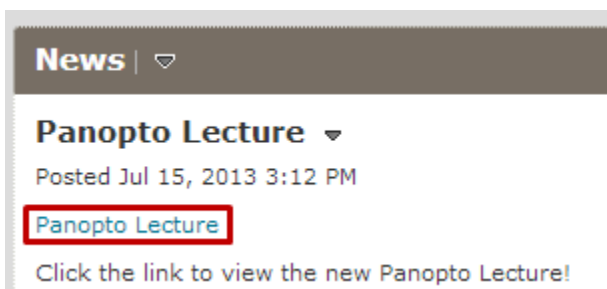 News
Panopto Lecture
Posted Jul 15, 2013 3:12 PM
Panopto Lecture
Click the link to view the new Panopto Lecture!